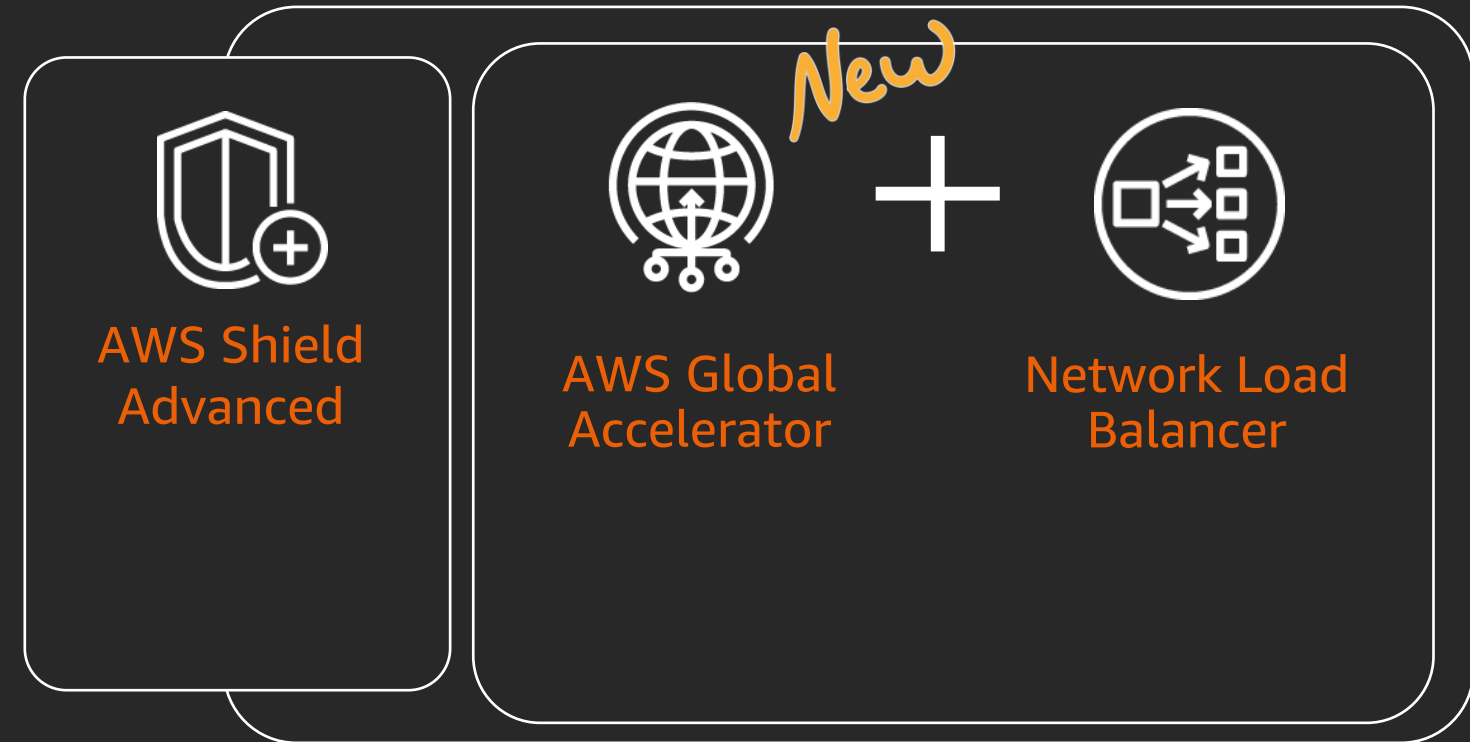 New
AWS Shield
Advanced
AWS Global
Accelerator
Network Load
Balancer